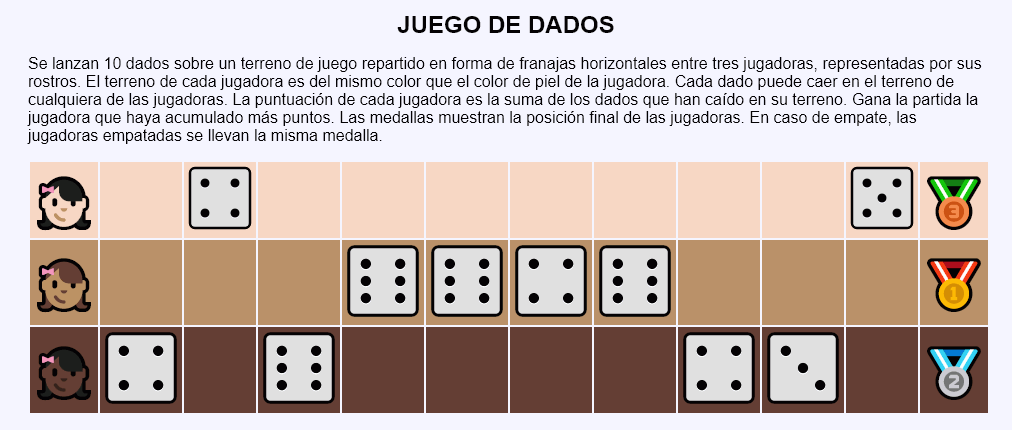 JUEGO DE DADOS
Se lanzan 10 dados sobre un terreno de juego repartido en forma de franajas horizontales entre tres jugadoras, representadas por sus
rostros. El terreno de cada jugadora es del mismo color que el color de piel de la jugadora. Cada dado puede caer en el terreno de
cualquiera de las jugadoras. La puntuación de cada jugadora es la suma de los dados que han caído en su terreno. Gana la partida la
jugadora que haya acumulado más puntos. Las medallas muestran la posición final de las jugadoras. En caso de empate, las
jugadoras empatadas se llevan la misma medalla.
3
1
2